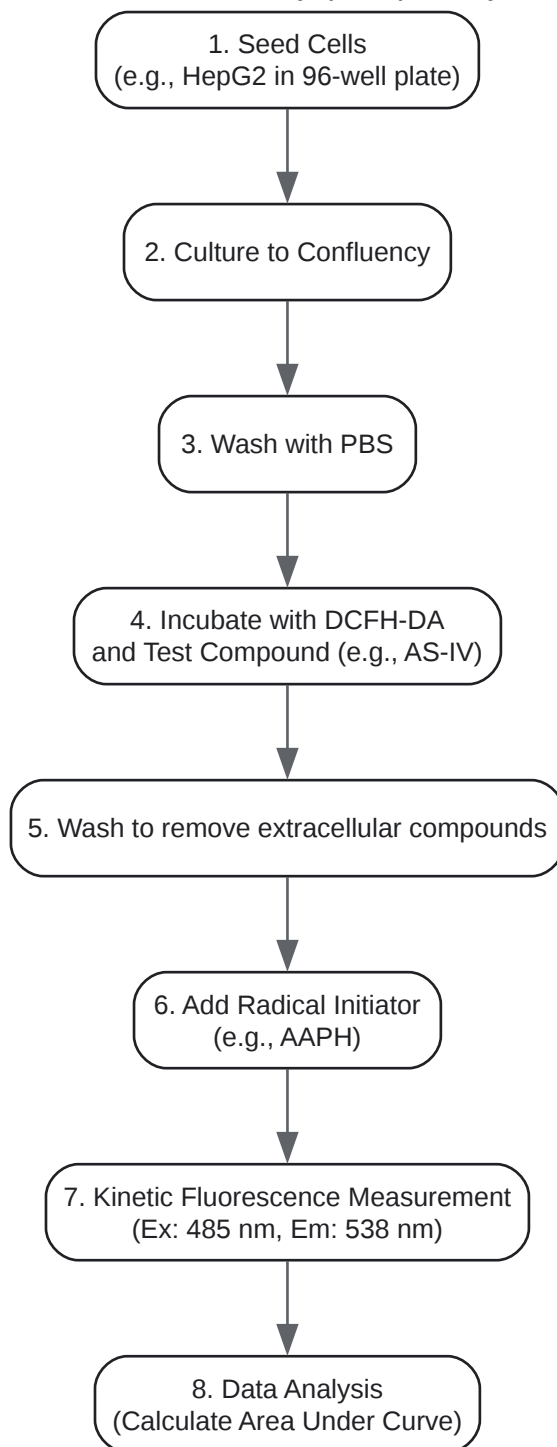 1. Seed Cells
(e.g., HepG2 in 96-well plate)
2. Culture to Confluency
3. Wash with PBS
4. Incubate with DCFH-DA
and Test Compound (e.g., AS-IV)
5. Wash to remove extracellular compounds
6. Add Radical Initiator
(e.g., AAPH)
7. Kinetic Fluorescence Measurement
(Ex: 485 nm, Em: 538 nm)
8. Data Analysis
(Calculate Area Under Curve)